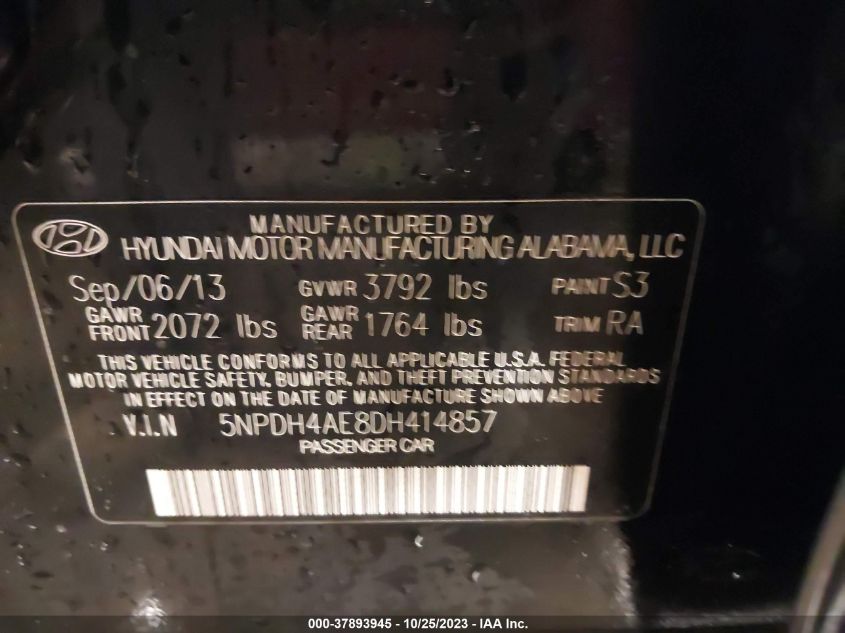 MANUFACTURED BY
HYUNDAI MOTOR MANUFACTURING ALABAMA, LLC
Sep/06/13 GVWR 3792 lbs PAINT S3
GAWR FRONT 2072 lbs GAWR REAR 1764 lbs TRIM RA
THIS VEHICLE CONFORMS TO ALL APPLICABLE U.S.A. FEDERAL
MOTOR VEHICLE SAFETY, BUMPER, AND THEFT PREVENTION STANDARDS
IN EFFECT ON THE DATE OF MANUFACTURE SHOWN ABOVE
V.I.N 5NPDH4AE8DH414857
PASSENGER CAR
000-37893945 - 10/25/2023 - IAA Inc.